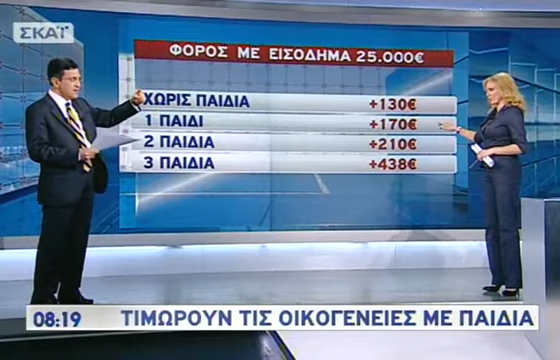 ΣΚΑΪ
ΦΟΡΟΣ ΜΕ ΕΙΣΟΔΗΜΑ 25.000€
ΧΩΡΙΣ ΠΑΙΔΙΑ +130€
1 ΠΑΙΔΙ +170€
2 ΠΑΙΔΙΑ +210€
3 ΠΑΙΔΙΑ +438€
08:19 ΤΙΜΩΡΟΥΝ ΤΙΣ ΟΙΚΟΓΕΝΕΙΕΣ ΜΕ ΠΑΙΔΙΑ